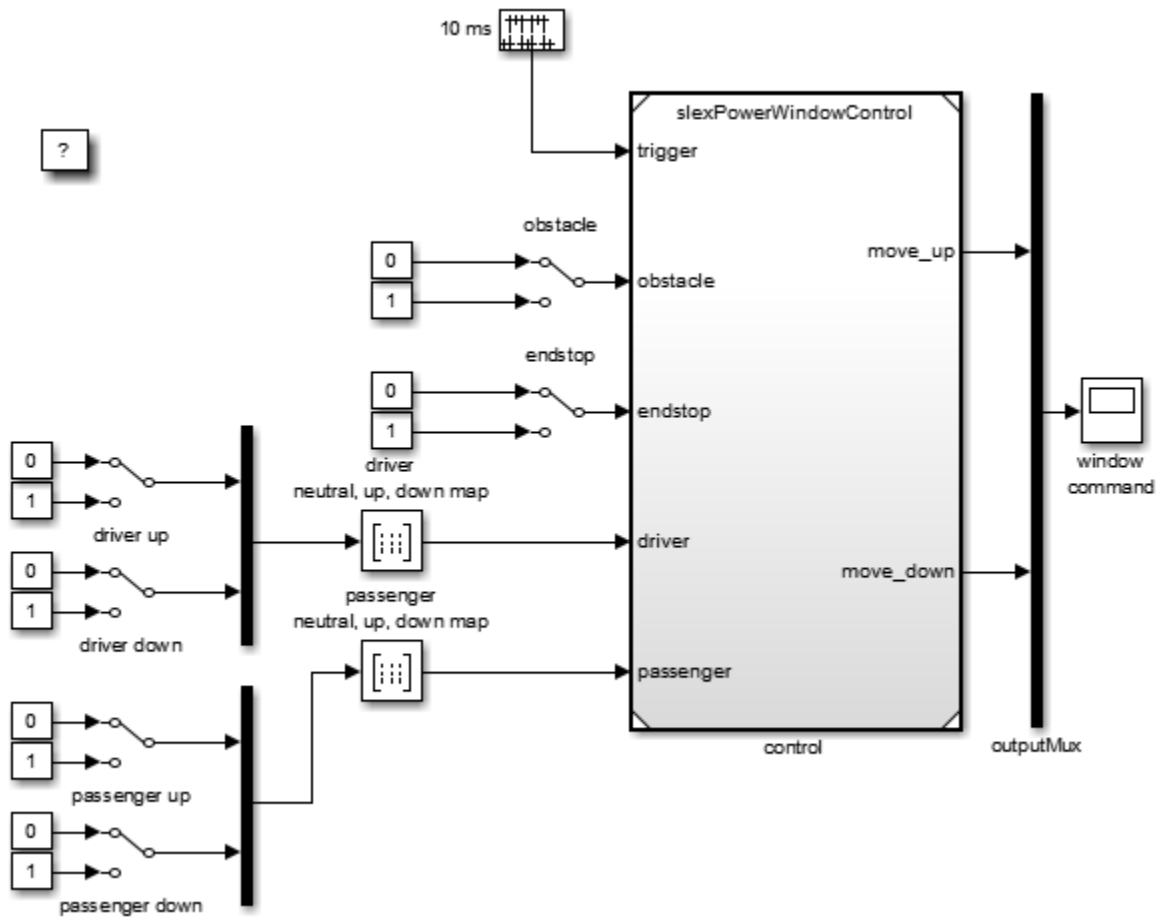 10 ms
slexPowerWindowControl
trigger
?
obstacle
0
1
obstacle
move_up
endstop
0
1
endstop
driver
neutral, up, down map
0
1
driver up
driver
window
command
0
1
driver down
passenger
neutral, up, down map
move_down
passenger
0
1
passenger up
control
outputMux
0
1
passenger down